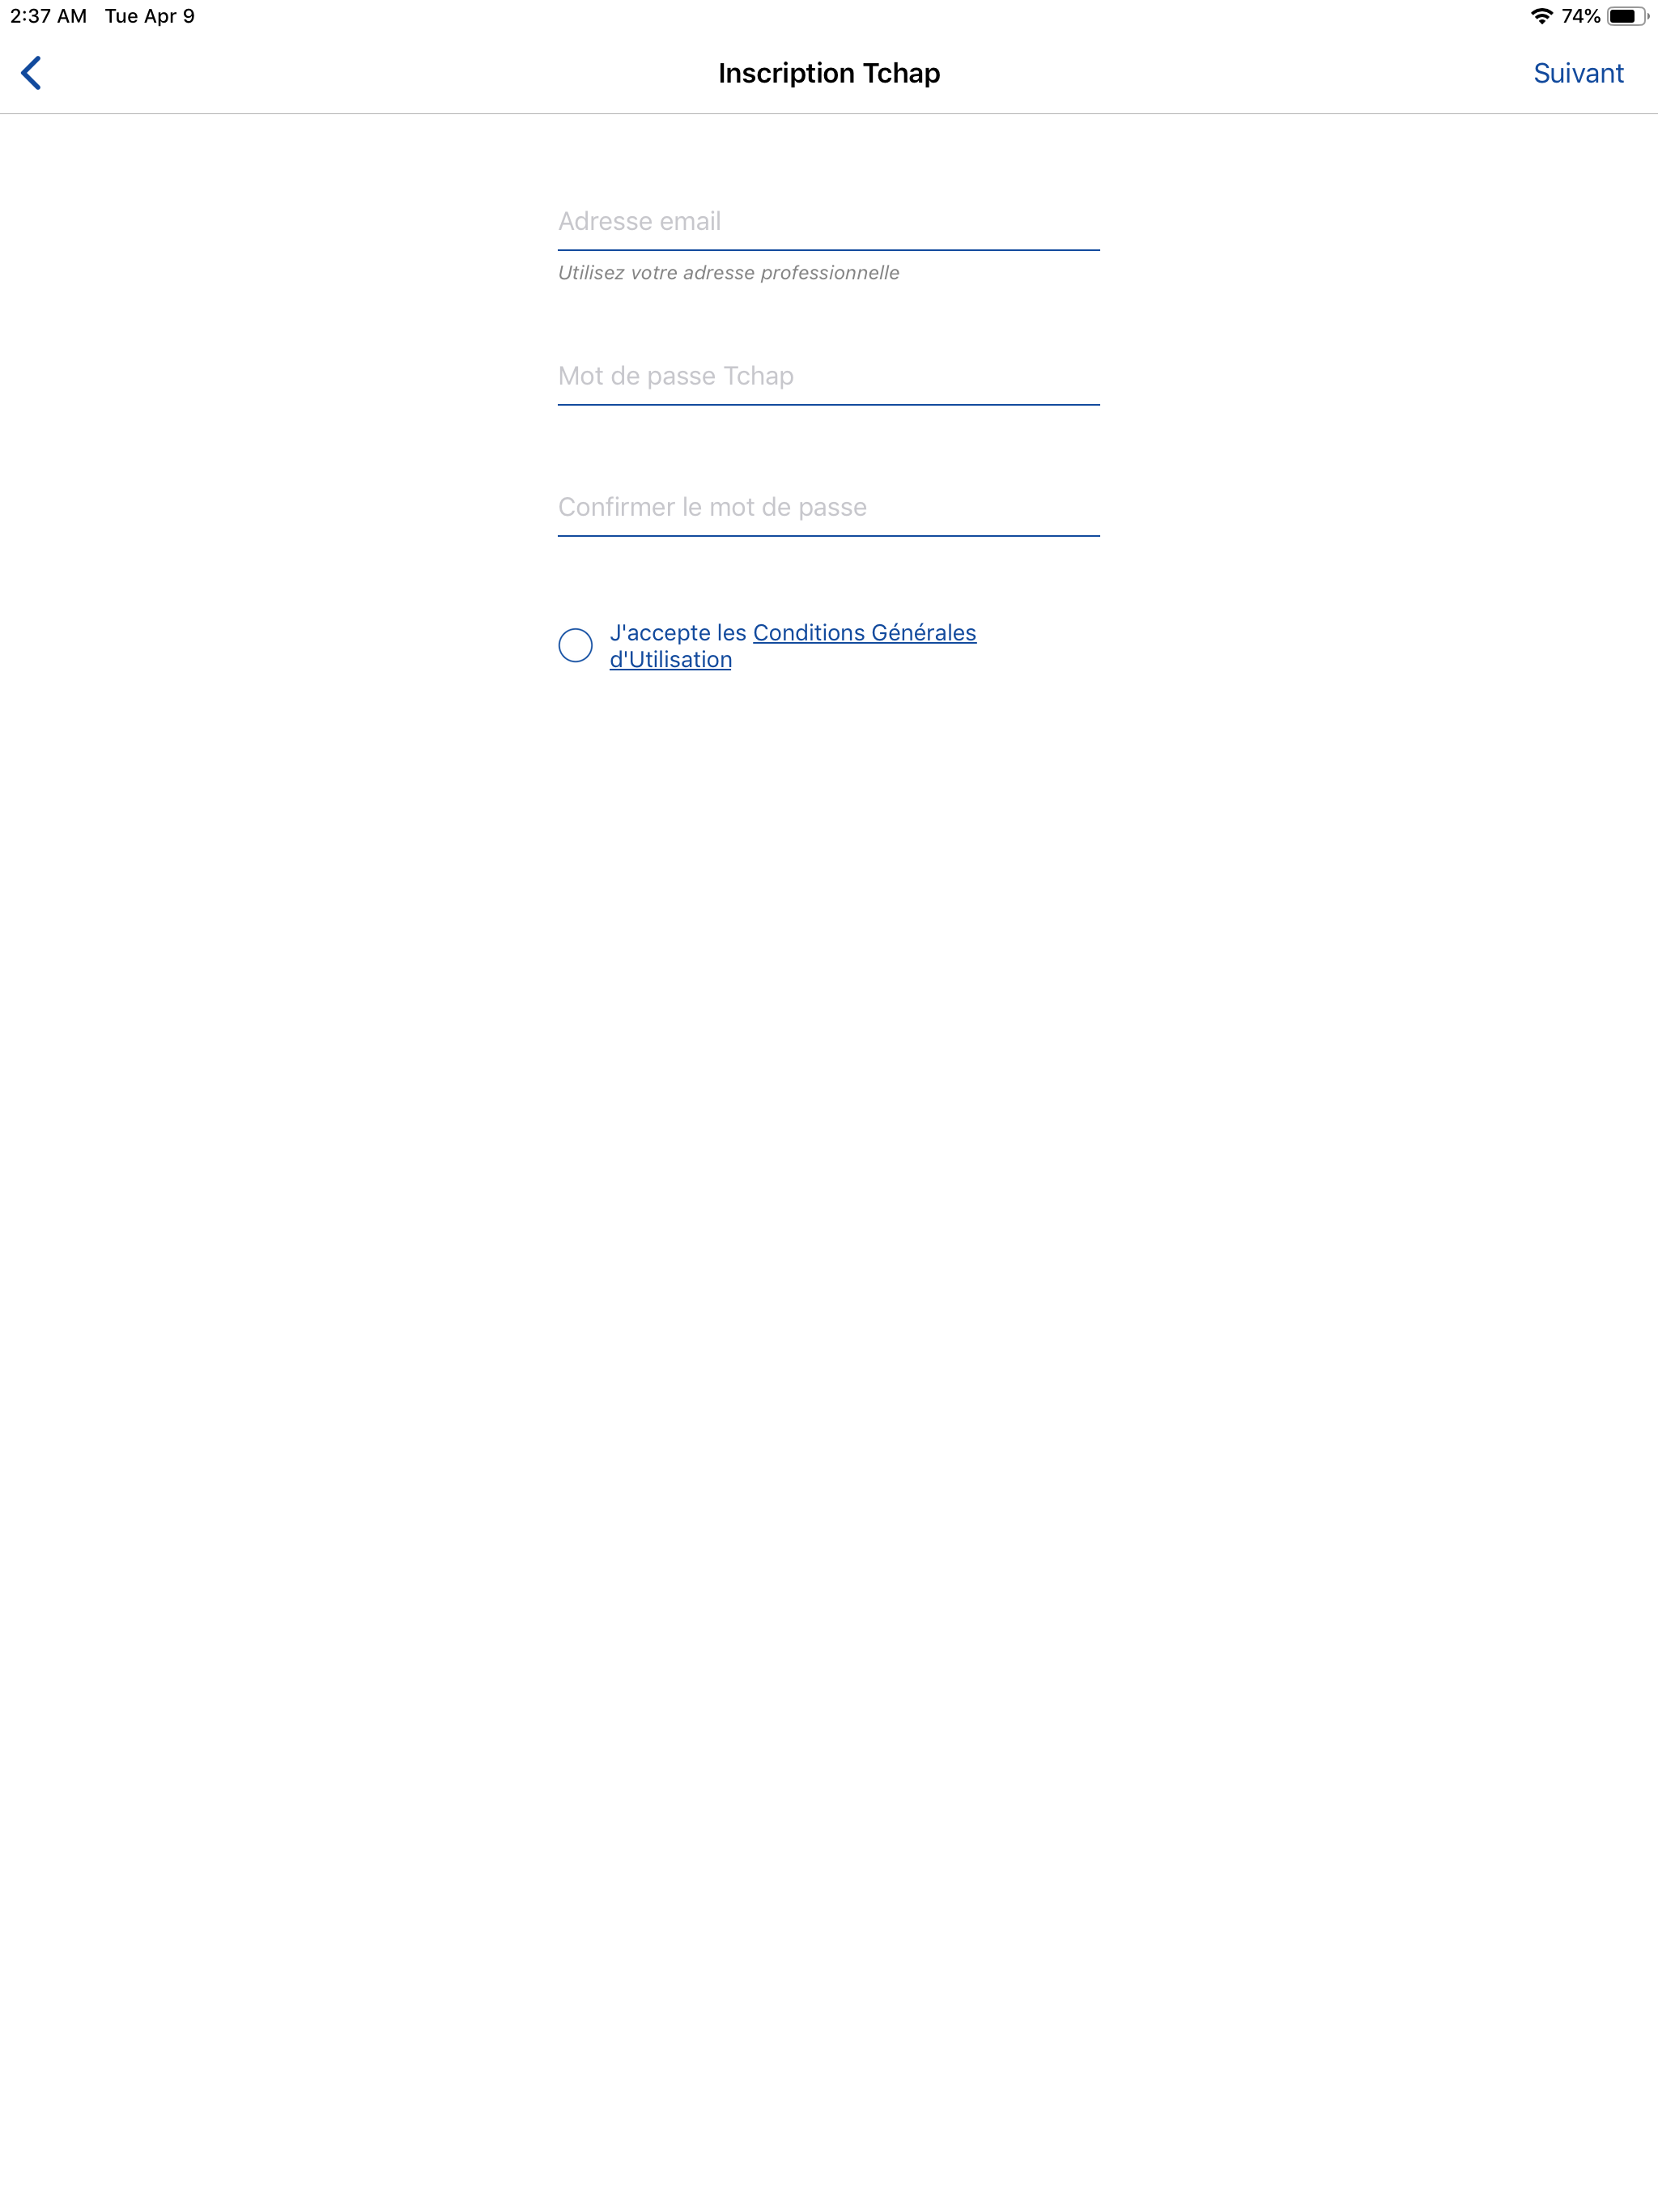 2:37 AM Tue Apr 9 74%
Inscription Tchap Suivant
Adresse email
Utilisez votre adresse professionnelle
Mot de passe Tchap
Confirmer le mot de passe
J'accepte les Conditions Générales
d'Utilisation